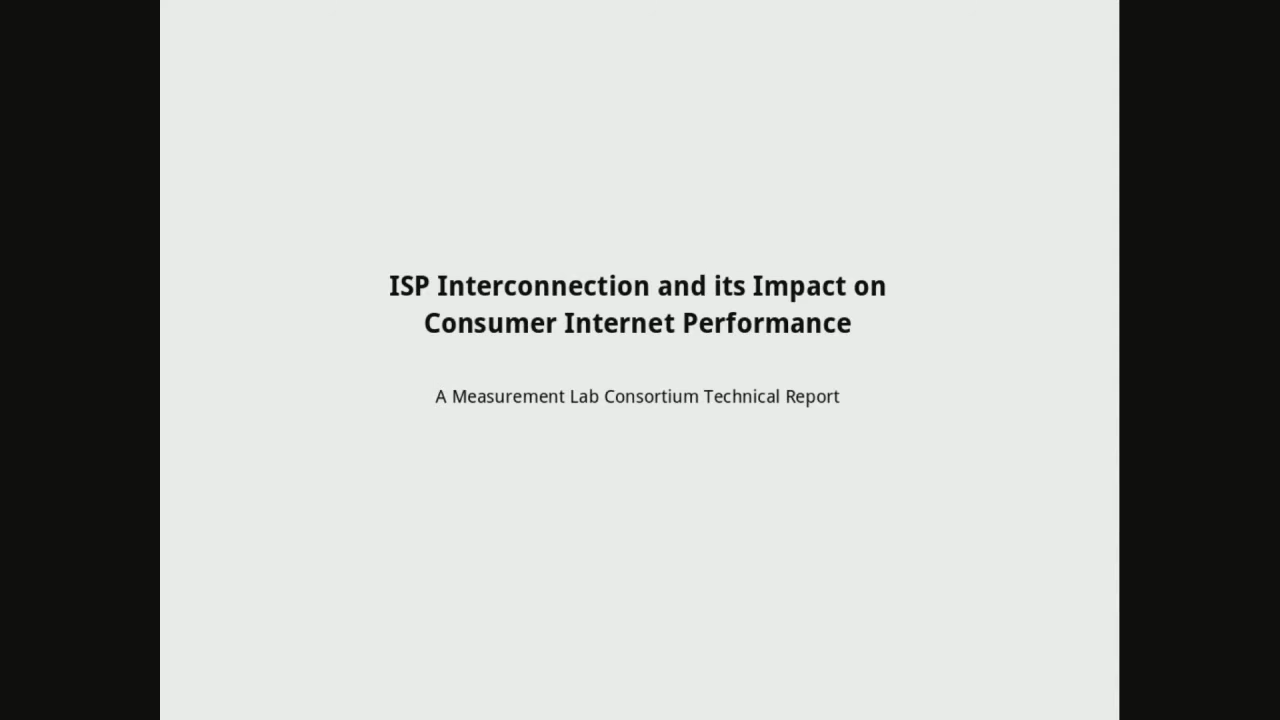 ISP Interconnection and its Impact on
Consumer Internet Performance
A Measurement Lab Consortium Technical Report